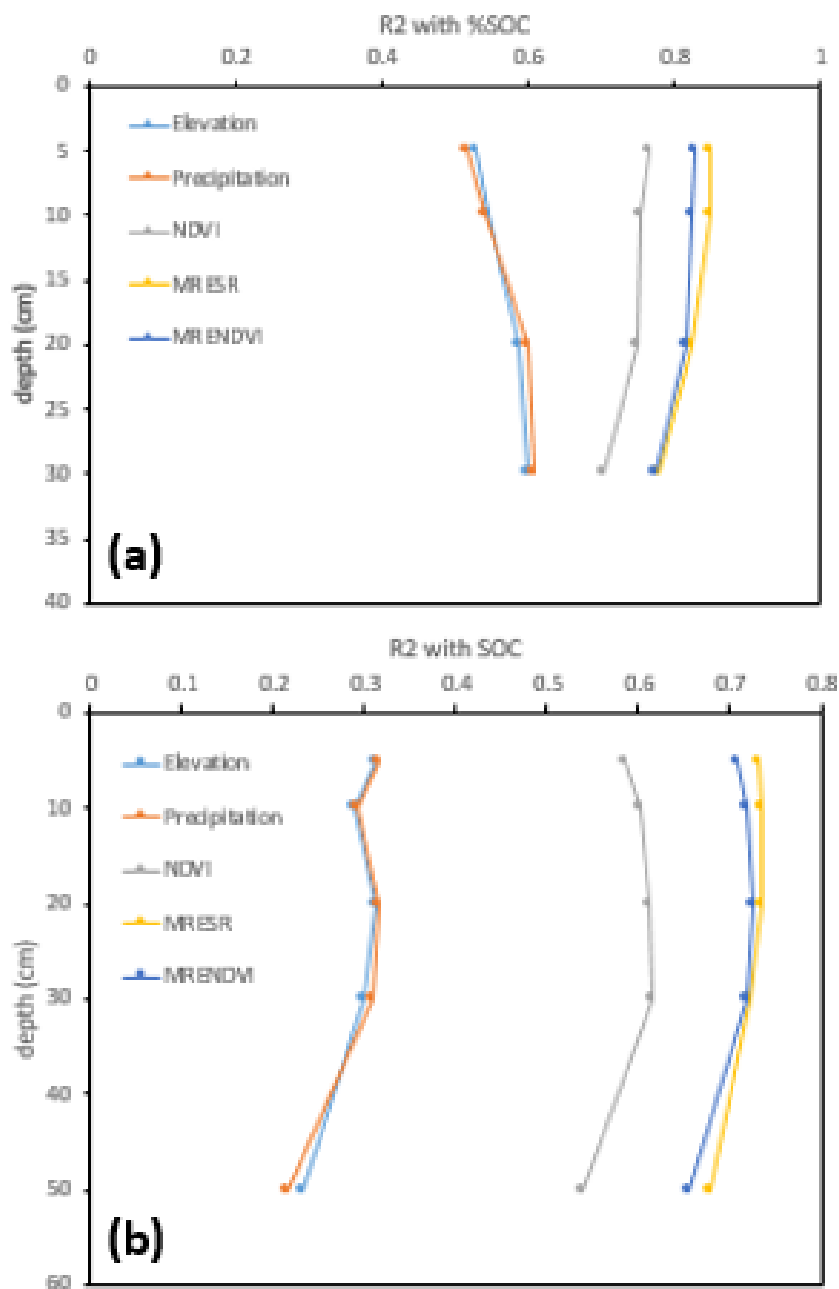 R2 with %SOC
0 0.2 0.4 0.6 0.8 1
0
5
10
15
20
25
30
35
40
depth (cm)
Elevation
Precipitation
NDVI
MRESR
MRENDVI
(a)
R2 with SOC
0 0.1 0.2 0.3 0.4 0.5 0.6 0.7 0.8
0
10
20
30
40
50
60
depth (cm)
Elevation
Precipitation
NDVI
MRESR
MRENDVI
(b)